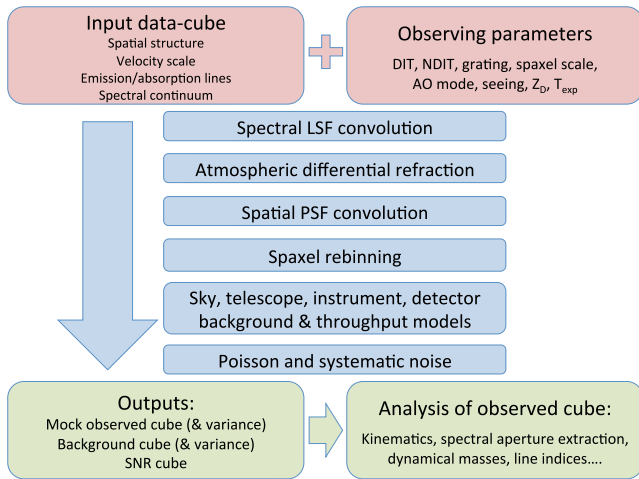 Input data-cube
Spatial structure
Velocity scale
Emission/absorption lines
Spectral continuum
Observing parameters
DIT, NDIT, grating, spaxel scale,
AO mode, seeing, Z_D, T_exp
Spectral LSF convolution
Atmospheric differential refraction
Spatial PSF convolution
Spaxel rebinning
Sky, telescope, instrument, detector
background & throughput models
Poisson and systematic noise
Outputs:
Mock observed cube (& variance)
Background cube (& variance)
SNR cube
Analysis of observed cube:
Kinematics, spectral aperture extraction,
dynamical masses, line indices....